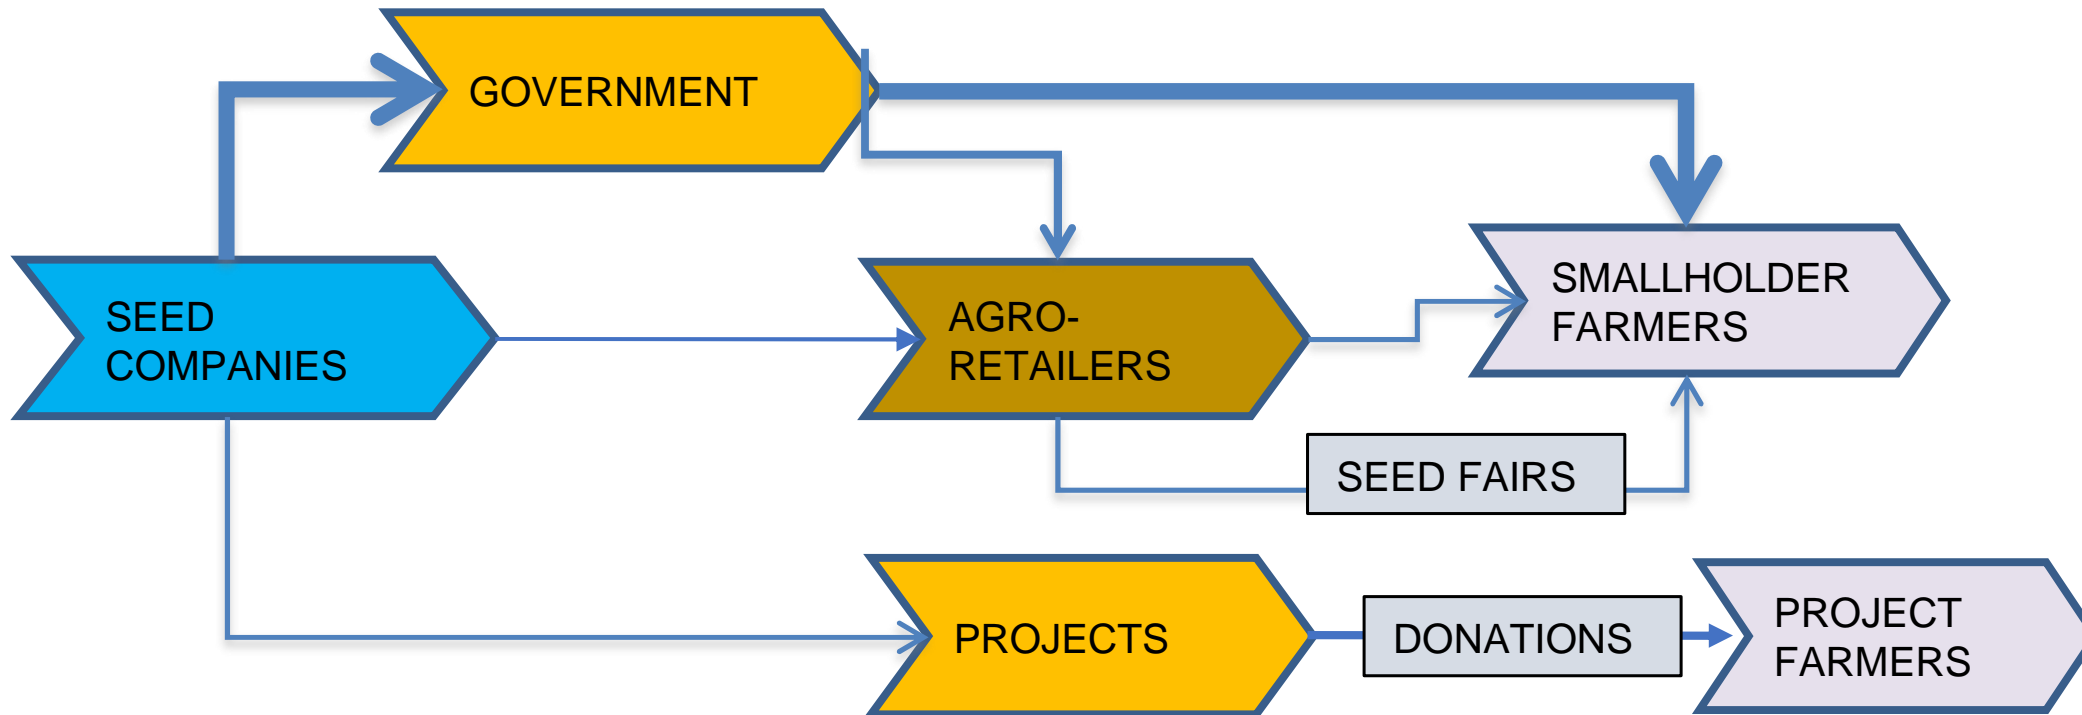 GOVERNMENT
SEED
COMPANIES
AGRO-
RETAILERS
SMALLHOLDER
FARMERS
SEED FAIRS
PROJECTS
DONATIONS
PROJECT
FARMERS